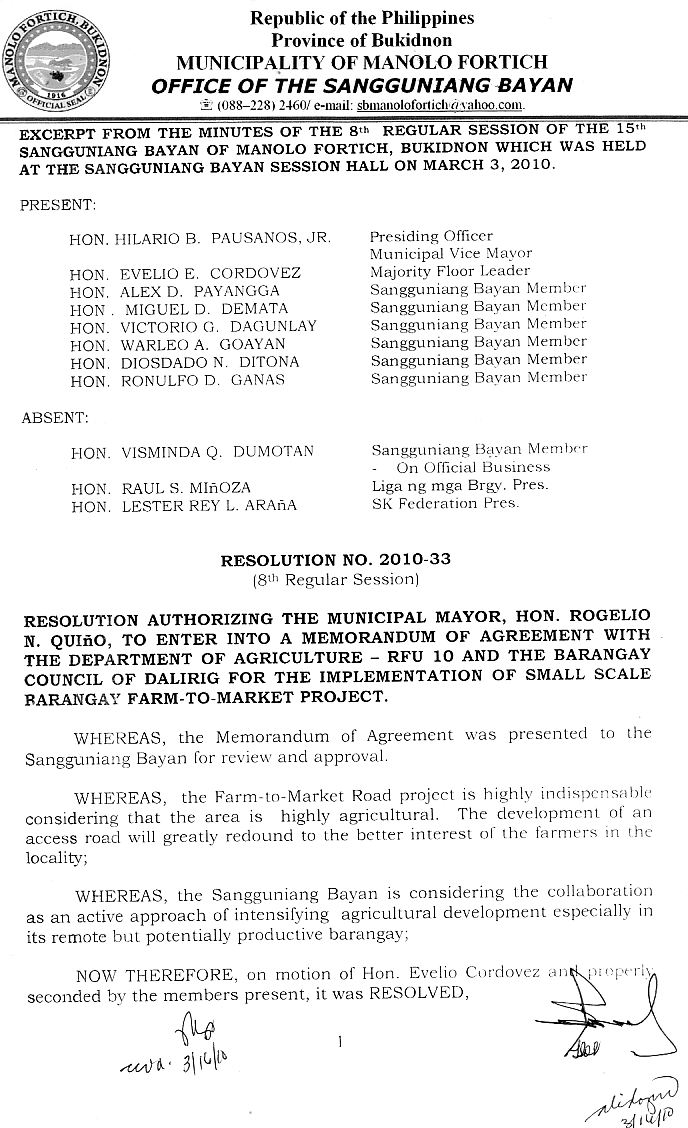 Republic of the Philippines
Province of Bukidnon
MUNICIPALITY OF MANOLO FORTICH
OFFICE OF THE SANGGUNIANG BAYAN
☏ (088–228) 2460/ e-mail: sbmanolofortich@yahoo.com.
MANOLO FORTICH, BUKIDNON
1916
OFFICIAL SEAL
EXCERPT FROM THE MINUTES OF THE 8th REGULAR SESSION OF THE 15th
SANGGUNIANG BAYAN OF MANOLO FORTICH, BUKIDNON WHICH WAS HELD
AT THE SANGGUNIANG BAYAN SESSION HALL ON MARCH 3, 2010.
PRESENT:
HON. HILARIO B. PAUSANOS, JR. Presiding Officer
Municipal Vice Mayor
HON. EVELIO E. CORDOVEZ Majority Floor Leader
HON. ALEX D. PAYANGGA Sangguniang Bayan Member
HON . MIGUEL D. DEMATA Sangguniang Bayan Member
HON. VICTORIO G. DAGUNLAY Sangguniang Bayan Member
HON. WARLEO A. GOAYAN Sangguniang Bayan Member
HON. DIOSDADO N. DITONA Sangguniang Bayan Member
HON. RONULFO D. GANAS Sangguniang Bayan Member
ABSENT:
HON. VISMINDA Q. DUMOTAN Sangguniang Bayan Member
- On Official Business
HON. RAUL S. MIñOZA Liga ng mga Brgy. Pres.
HON. LESTER REY L. ARAñA SK Federation Pres.
RESOLUTION NO. 2010-33
(8th Regular Session)
RESOLUTION AUTHORIZING THE MUNICIPAL MAYOR, HON. ROGELIO
N. QUIñO, TO ENTER INTO A MEMORANDUM OF AGREEMENT WITH
THE DEPARTMENT OF AGRICULTURE – RFU 10 AND THE BARANGAY
COUNCIL OF DALIRIG FOR THE IMPLEMENTATION OF SMALL SCALE
BARANGAY FARM-TO-MARKET PROJECT.
WHEREAS, the Memorandum of Agreement was presented to the
Sangguniang Bayan for review and approval.
WHEREAS, the Farm-to-Market Road project is highly indispensable
considering that the area is highly agricultural. The development of an
access road will greatly redound to the better interest of the farmers in the
locality;
WHEREAS, the Sangguniang Bayan is considering the collaboration
as an active approach of intensifying agricultural development especially in
its remote but potentially productive barangay;
NOW THEREFORE, on motion of Hon. Evelio Cordovez and properly
seconded by the members present, it was RESOLVED,
1
3/16/10
3/16/10